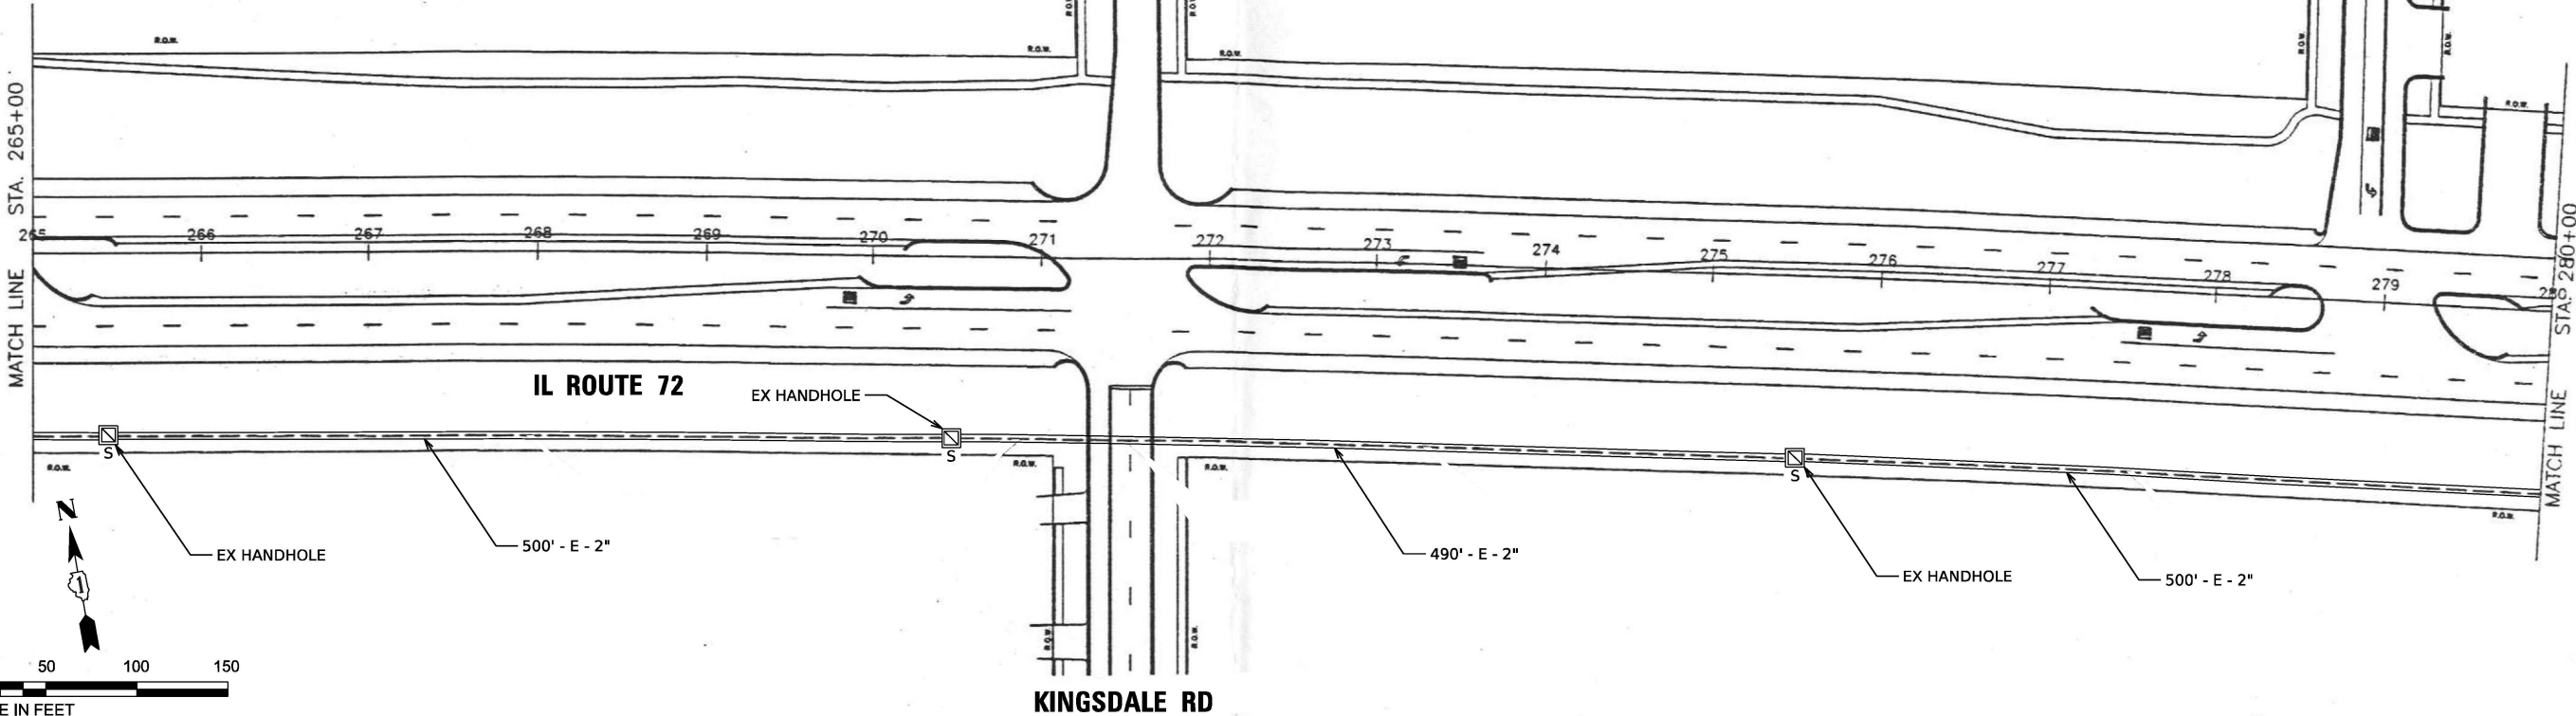 R.O.W.
R.O.W.
R.O.W.
R.O.W.
R.O.W.
R.O.W.
R.O.W.
R.O.W.
MATCH LINE STA. 265+00
265 266 267 268 269 270 271 272 273 274 275 276 277 278 279 280
MATCH LINE STA. 280+00
IL ROUTE 72
EX HANDHOLE
S
S
S
R.O.W.
R.O.W.
R.O.W.
R.O.W.
N
1
EX HANDHOLE
500' - E - 2"
490' - E - 2"
EX HANDHOLE
500' - E - 2"
R.O.W.
R.O.W.
50 100 150
E IN FEET
KINGSDALE RD